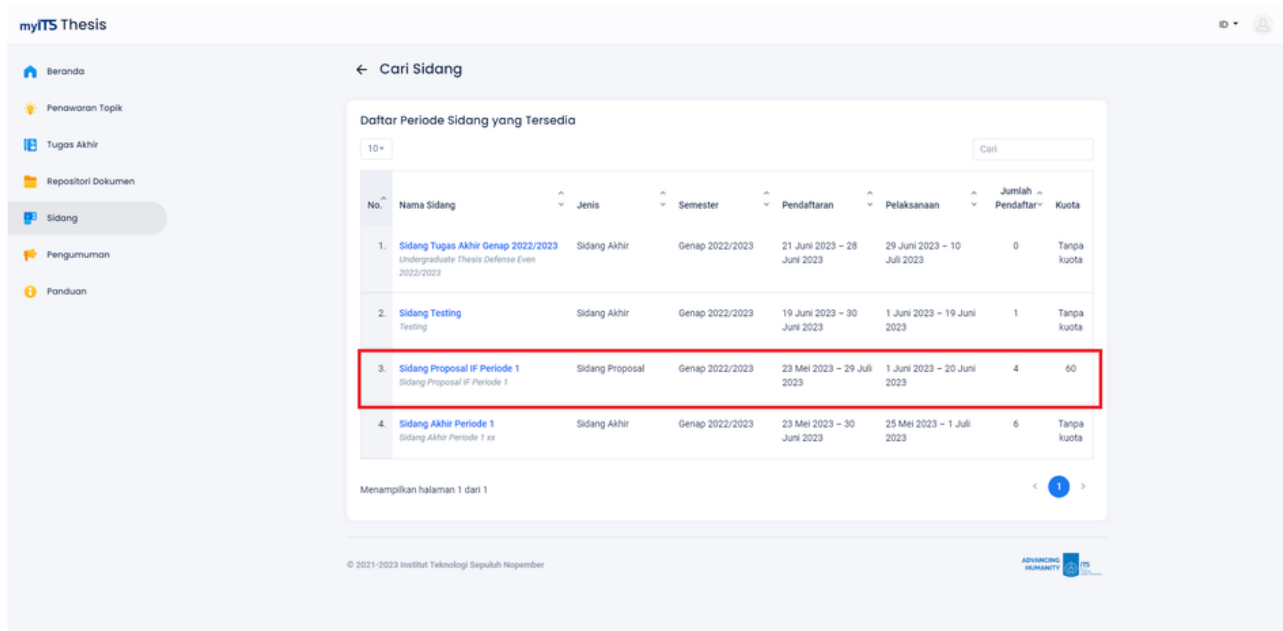 myITS Thesis
ID
Beranda
Penawaran Topik
Tugas Akhir
Repositori Dokumen
Sidang
Pengumuman
Panduan
← Cari Sidang
Daftar Periode Sidang yang Tersedia
10
Cari
No. Nama Sidang Jenis Semester Pendaftaran Pelaksanaan Jumlah Pendaftar Kuota
1. Sidang Tugas Akhir Genap 2022/2023 Sidang Akhir Genap 2022/2023 21 Juni 2023 – 28 29 Juni 2023 – 10 0 Tanpa
Undergraduate Thesis Defense Even Juni 2023 Juli 2023 kuota
2022/2023
2. Sidang Testing Sidang Akhir Genap 2022/2023 19 Juni 2023 – 30 1 Juni 2023 – 19 Juni 1 Tanpa
Testing Juni 2023 2023 kuota
3. Sidang Proposal IF Periode 1 Sidang Proposal Genap 2022/2023 23 Mei 2023 – 29 Juli 1 Juni 2023 – 20 Juni 4 60
Sidang Proposal IF Periode 1 2023 2023
4. Sidang Akhir Periode 1 Sidang Akhir Genap 2022/2023 23 Mei 2023 – 30 25 Mei 2023 – 1 Juli 6 Tanpa
Sidang Akhir Periode 1 xx Juni 2023 2023 kuota
Menampilkan halaman 1 dari 1
< 1 >
© 2021-2023 Institut Teknologi Sepuluh Nopember
ADVANCING
HUMANITY
ITS